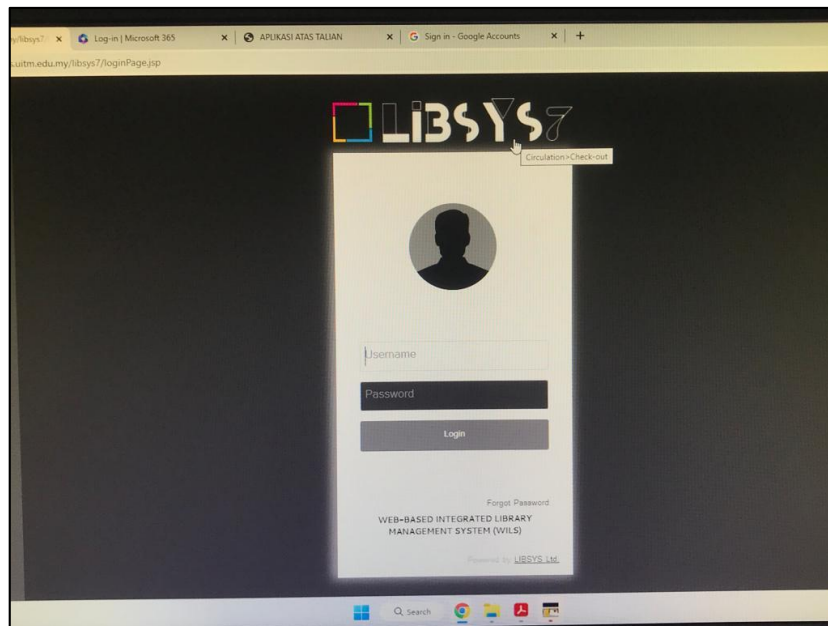 y/libsys7/
Log-in | Microsoft 365
APLIKASI ATAS TALIAN
Sign in - Google Accounts
.uitm.edu.my/libsys7/loginPage.jsp
LiBSYS7
Circulation>Check-out
Username
Password
Login
Forgot Password
WEB-BASED INTEGRATED LIBRARY
MANAGEMENT SYSTEM (WILS)
Powered by LIBSYS Ltd.
Search